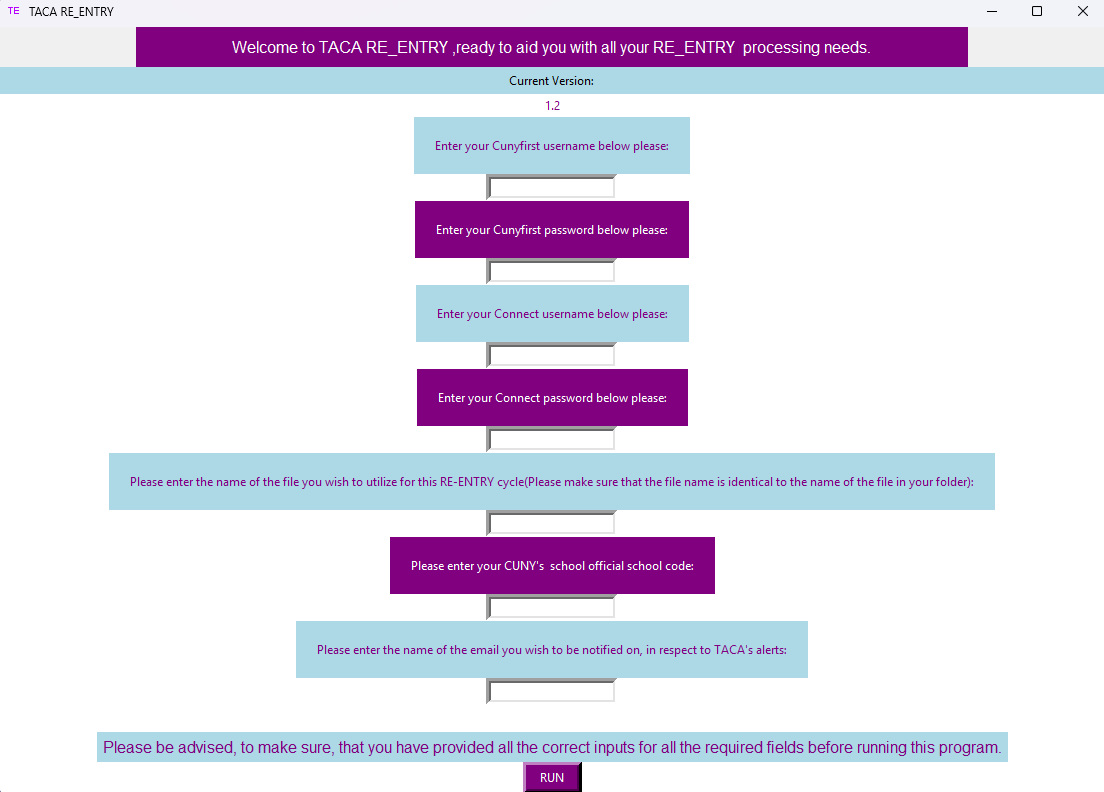 TE TACA RE_ENTRY
Welcome to TACA RE_ENTRY ,ready to aid you with all your RE_ENTRY  processing needs.
Current Version:
1.2
Enter your Cunyfirst username below please:
Enter your Cunyfirst password below please:
Enter your Connect username below please:
Enter your Connect password below please:
Please enter the name of the file you wish to utilize for this RE-ENTRY cycle(Please make sure that the file name is identical to the name of the file in your folder):
Please enter your CUNY's  school official school code:
Please enter the name of the email you wish to be notified on, in respect to TACA's alerts:
Please be advised, to make sure, that you have provided all the correct inputs for all the required fields before running this program.
RUN